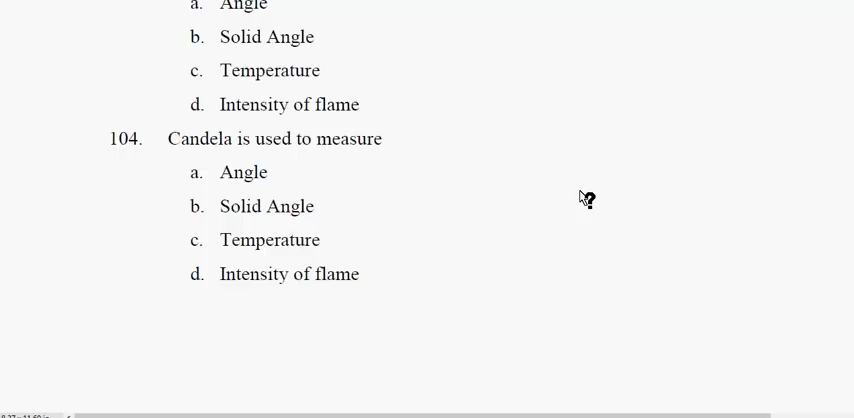 a. Angle
b. Solid Angle
c. Temperature
d. Intensity of flame
104. Candela is used to measure
a. Angle
b. Solid Angle
c. Temperature
d. Intensity of flame